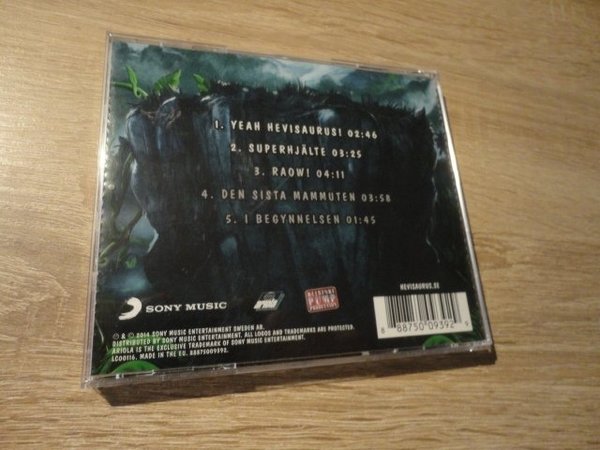 1. YEAH HEVISAURUS! 02:46
2. SUPERHJÄLTE 03:25
3. RAOW! 04:11
4. DEN SISTA MAMMUTEN 03:58
5. I BEGYNNELSEN 01:45
SONY MUSIC
PUMP
HEVISAURUS.SE
8 88750 09392 9
℗ & © 2014 SONY MUSIC ENTERTAINMENT SWEDEN AB.
DISTRIBUTED BY SONY MUSIC ENTERTAINMENT. ALL LOGOS AND TRADEMARKS ARE PROTECTED.
ARIOLA IS THE EXCLUSIVE TRADEMARK OF SONY MUSIC ENTERTAINMENT.
LC00116. MADE IN THE EU. 88875009392.